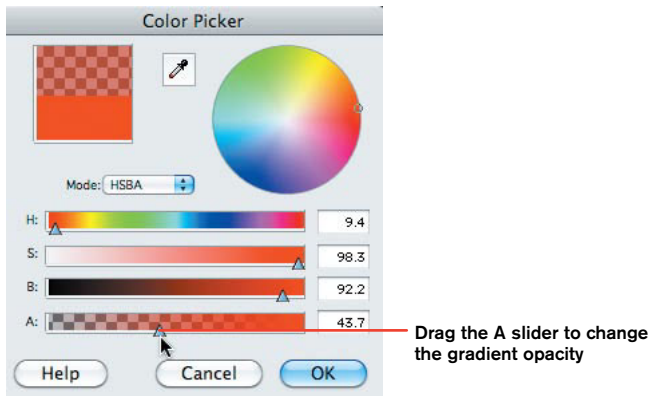 Color Picker
Mode: HSBA
H: 9.4
S: 98.3
B: 92.2
A: 43.7
Drag the A slider to change
the gradient opacity
Help Cancel OK